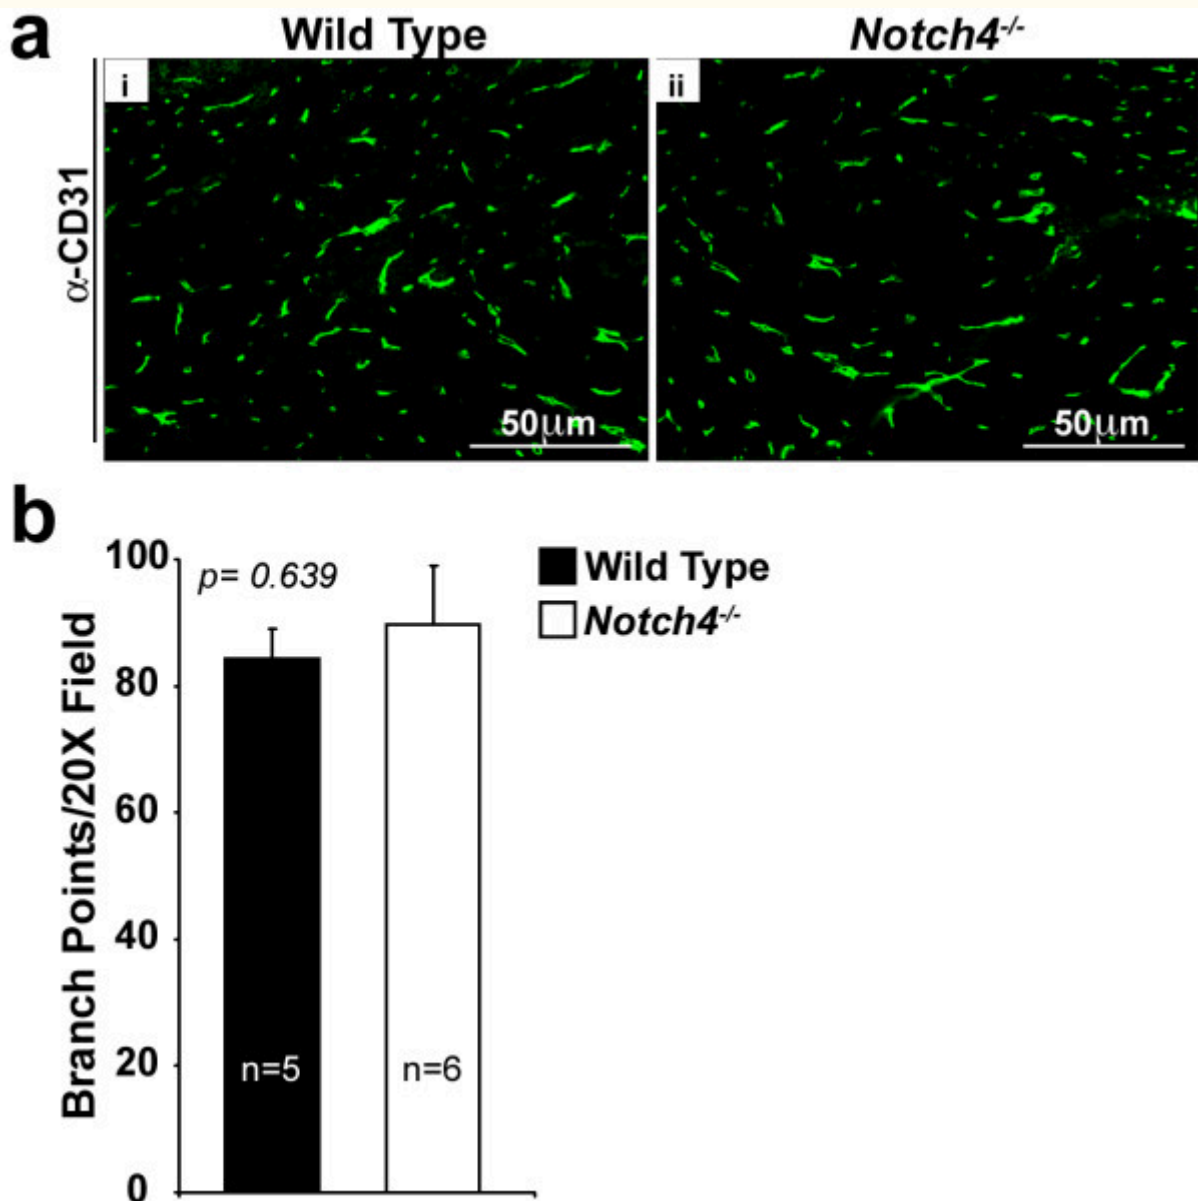 a
Wild Type
Notch4-/-
i
ii
α-CD31
50μm
50μm
b
100
80
60
40
20
0
Branch Points/20X Field
p= 0.639
n=5
n=6
Wild Type
Notch4-/-